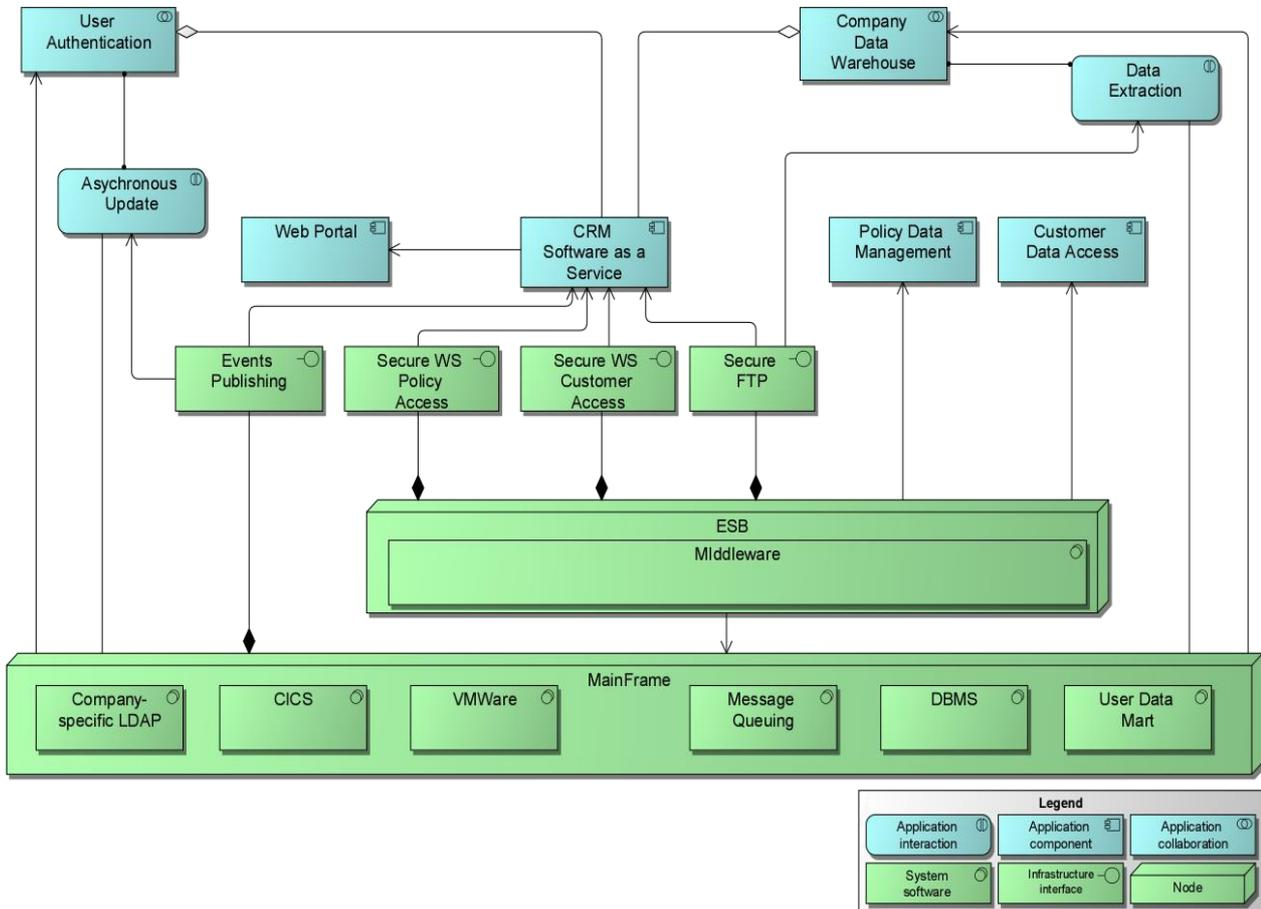 User
Authentication
Company
Data
Warehouse
Data
Extraction
Asychronous
Update
Web Portal
CRM
Software as a
Service
Policy Data
Management
Customer
Data Access
Events
Publishing
Secure WS
Policy
Access
Secure WS
Customer
Access
Secure
FTP
ESB
MIddleware
MainFrame
Company-
specific LDAP
CICS
VMWare
Message
Queuing
DBMS
User Data
Mart
Legend
Application
interaction
Application
component
Application
collaboration
System
software
Infrastructure
interface
Node